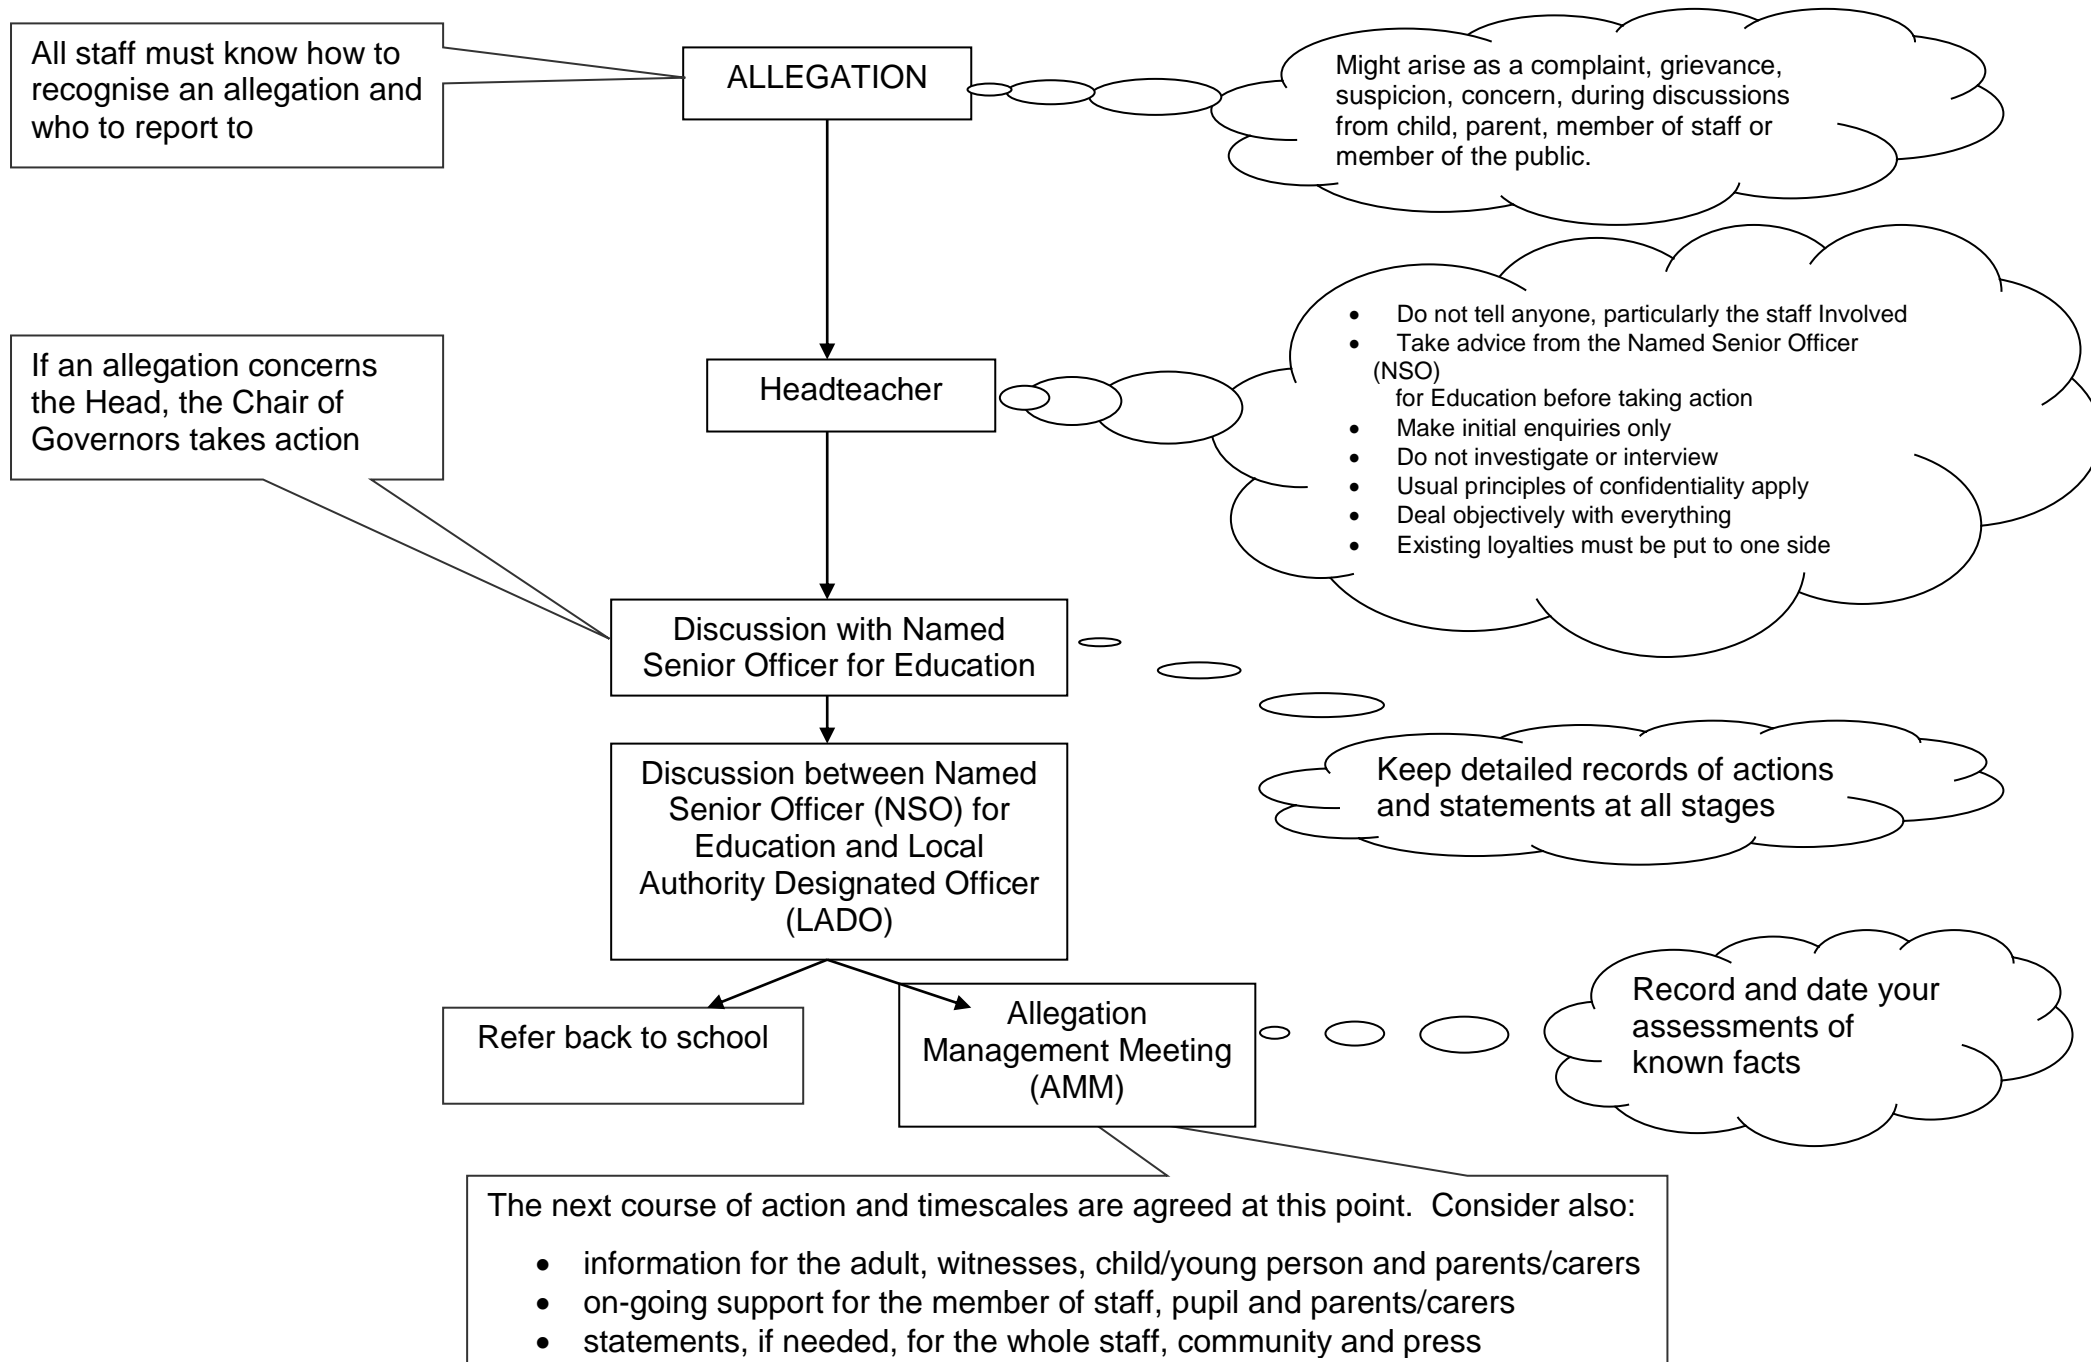 All staff must know how to
recognise an allegation and
who to report to
ALLEGATION
Might arise as a complaint, grievance,
suspicion, concern, during discussions
from child, parent, member of staff or
member of the public.
If an allegation concerns
the Head, the Chair of
Governors takes action
Headteacher
• Do not tell anyone, particularly the staff Involved
• Take advice from the Named Senior Officer
(NSO)
for Education before taking action
• Make initial enquiries only
• Do not investigate or interview
• Usual principles of confidentiality apply
• Deal objectively with everything
• Existing loyalties must be put to one side
Discussion with Named
Senior Officer for Education
Keep detailed records of actions
and statements at all stages
Discussion between Named
Senior Officer (NSO) for
Education and Local
Authority Designated Officer
(LADO)
Refer back to school
Allegation
Management Meeting
(AMM)
Record and date your
assessments of
known facts
The next course of action and timescales are agreed at this point.  Consider also:
• information for the adult, witnesses, child/young person and parents/carers
• on-going support for the member of staff, pupil and parents/carers
• statements, if needed, for the whole staff, community and press